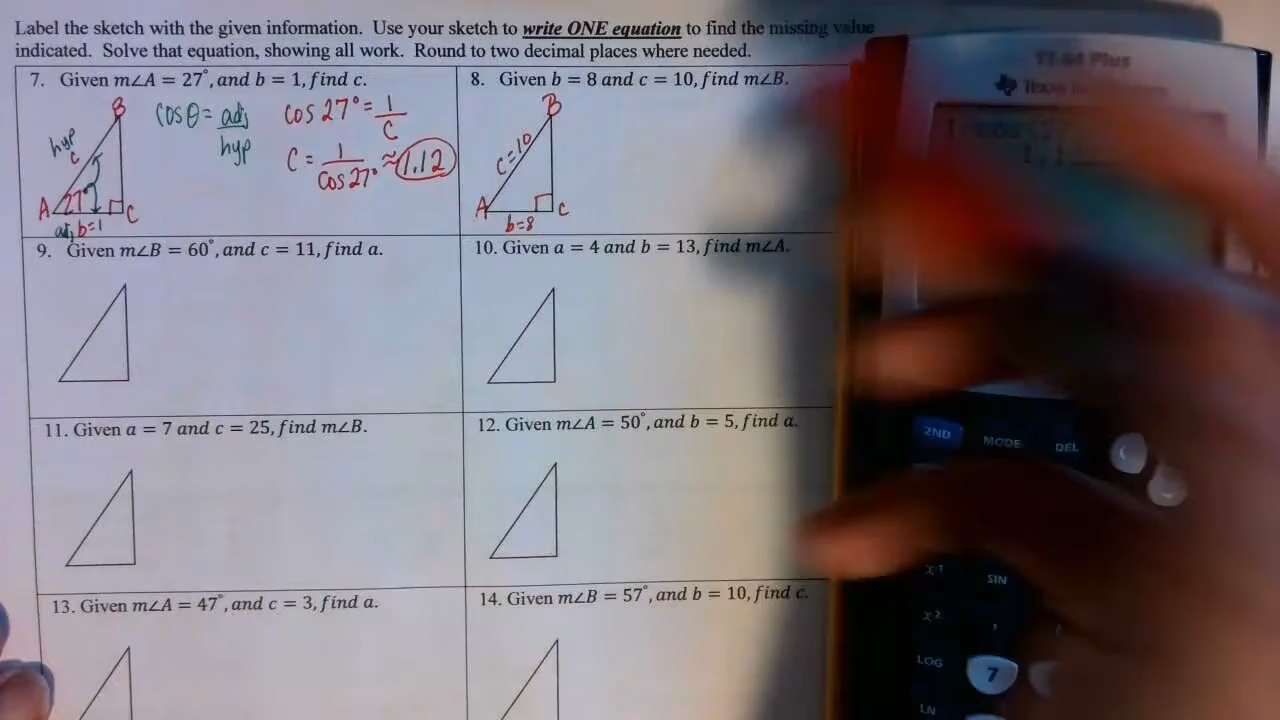 Label the sketch with the given information. Use your sketch to write ONE equation to find the missing value
indicated. Solve that equation, showing all work. Round to two decimal places where needed.
7. Given m∠A = 27°, and b = 1, find c.
B
hyp
c
A 27° C
adj b=1
cosθ = adj
hyp
cos 27° = 1
c
c = 1 ≈ 1.12
cos 27°
8. Given b = 8 and c = 10, find m∠B.
B
c=10
A C
b=8
9. Given m∠B = 60°, and c = 11, find a.
10. Given a = 4 and b = 13, find m∠A.
11. Given a = 7 and c = 25, find m∠B.
12. Given m∠A = 50°, and b = 5, find a.
13. Given m∠A = 47°, and c = 3, find a.
14. Given m∠B = 57°, and b = 10, find c.
Plus
2ND MODE DEL
SIN
LOG
7
LN